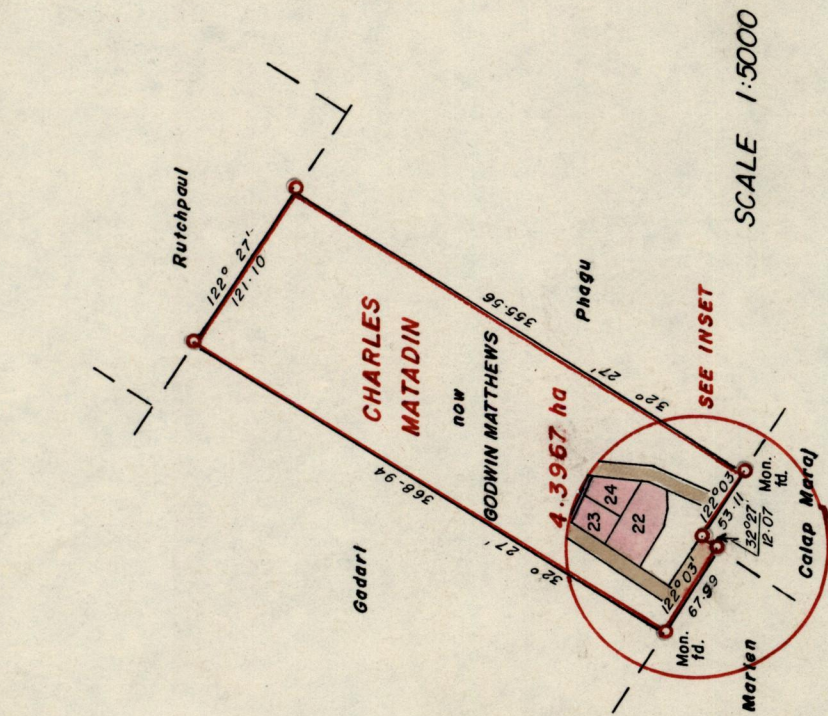 Rutchpaul
122° 27'
121.10
CHARLES
MATADIN
now
GODWIN MATTHEWS
4.3967 ha
368.94
32° 27'
Gadari
355.56
32° 27'
Phagu
SEE INSET
SCALE 1:5000
23
24
22
122°03'
53.11
32°27'
12.07
122°03'
67.99
Mon.
fd.
Mon.
fd.
Calap Maraj